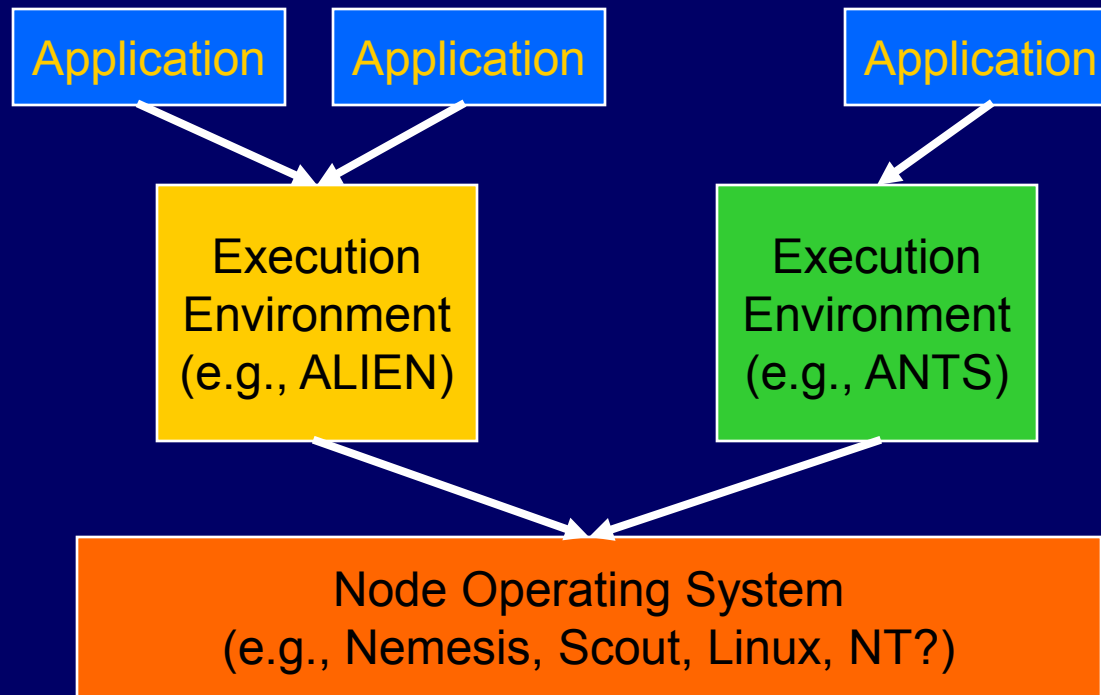 Application
Application
Application
Execution
Environment
(e.g., ALIEN)
Execution
Environment
(e.g., ANTS)
Node Operating System
(e.g., Nemesis, Scout, Linux, NT?)